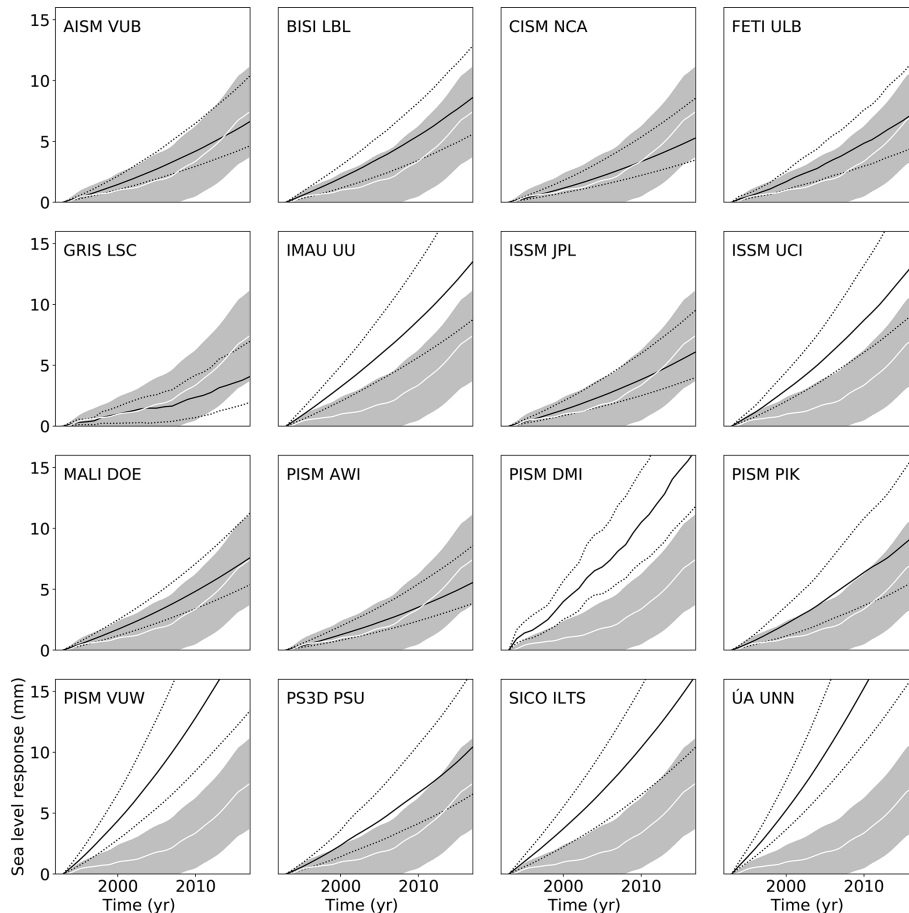 AISM VUB
BISI LBL
CISM NCA
FETI ULB
15
10
5
0
GRIS LSC
IMAU UU
ISSM JPL
ISSM UCI
15
10
5
0
MALI DOE
PISM AWI
PISM DMI
PISM PIK
15
10
5
0
PISM VUW
PS3D PSU
SICO ILTS
ÚA UNN
Sea level response (mm)
15
10
5
0
2000 2010
2000 2010
2000 2010
2000 2010
Time (yr)
Time (yr)
Time (yr)
Time (yr)